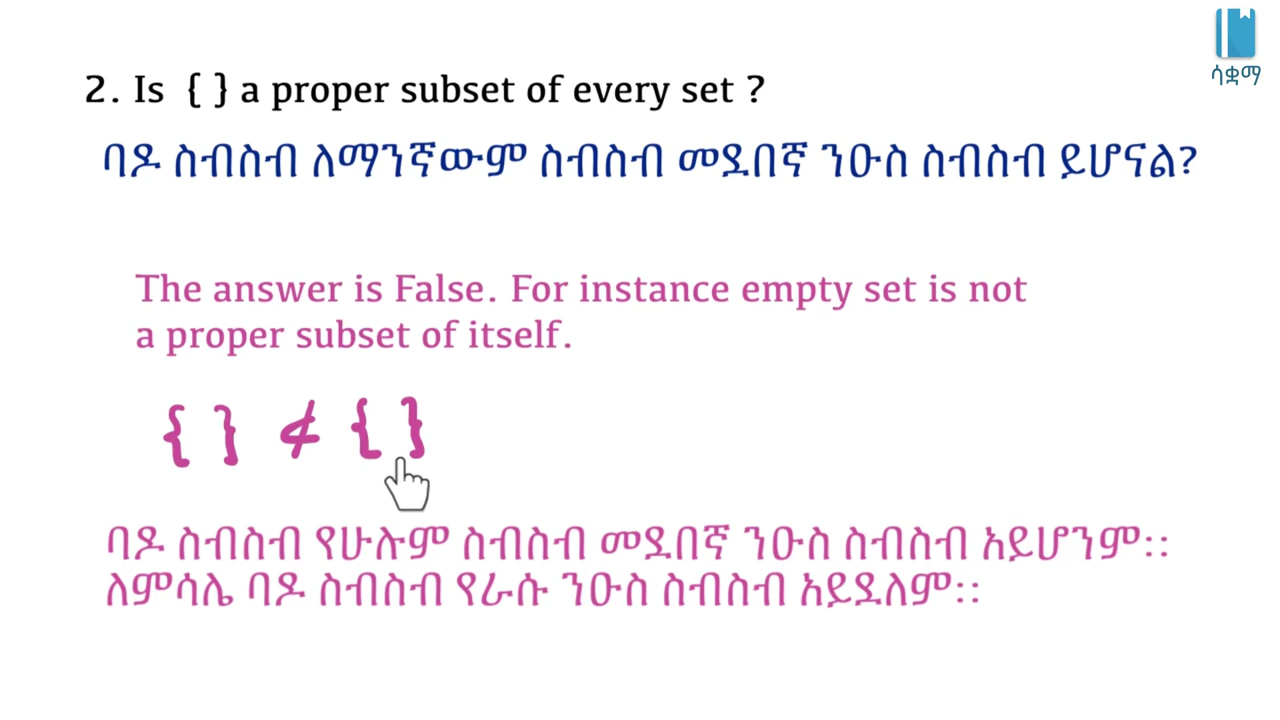 ሳቋማ
2. Is { } a proper subset of every set ?
ባዶ ስብስብ ለማንኛውም ስብስብ መደበኛ ንዑስ ስብስብ ይሆናል?
The answer is False. For instance empty set is not
a proper subset of itself.
{ } ⊄ { }
ባዶ ስብስብ የሁሉም ስብስብ መደበኛ ንዑስ ስብስብ አይሆንም፡፡
ለምሳሌ ባዶ ስብስብ የራሱ ንዑስ ስብስብ አይደለም፡፡